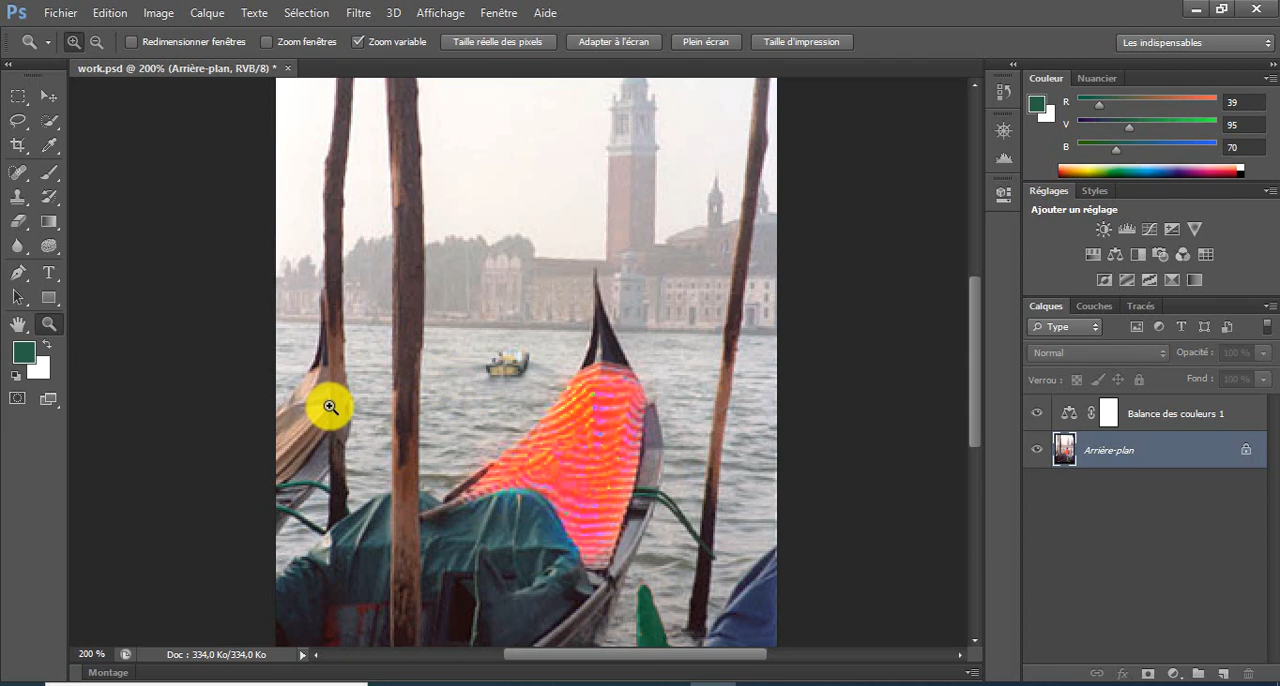 Ps Fichier Edition Image Calque Texte Sélection Filtre 3D Affichage Fenêtre Aide
Redimensionner fenêtres Zoom fenêtres Zoom variable Taille réelle des pixels Adapter à l'écran Plein écran Taille d'impression Les indispensables
work.psd @ 200% (Arrière-plan, RVB/8) * ×
Couleur Nuancier
R 39
V 95
B 70
Réglages Styles
Ajouter un réglage
Calques Couches Tracés
Type
Normal Opacité : 100 %
Verrou : Fond : 100 %
Balance des couleurs 1
Arrière-plan
fx
200 % Doc : 334,0 Ko/334,0 Ko
Montage